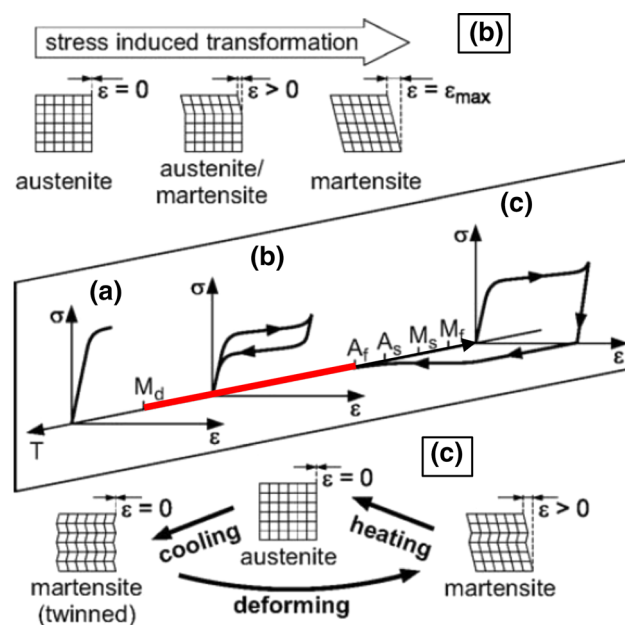 stress induced transformation
(b)
ε = 0
ε > 0
ε = εmax
austenite
austenite/
martensite
martensite
(c)
(b)
(a)
σ
σ
σ
Md
Af
As
Ms
Mf
ε
ε
ε
T
(c)
ε = 0
ε = 0
ε > 0
cooling
heating
austenite
martensite
(twinned)
martensite
deforming